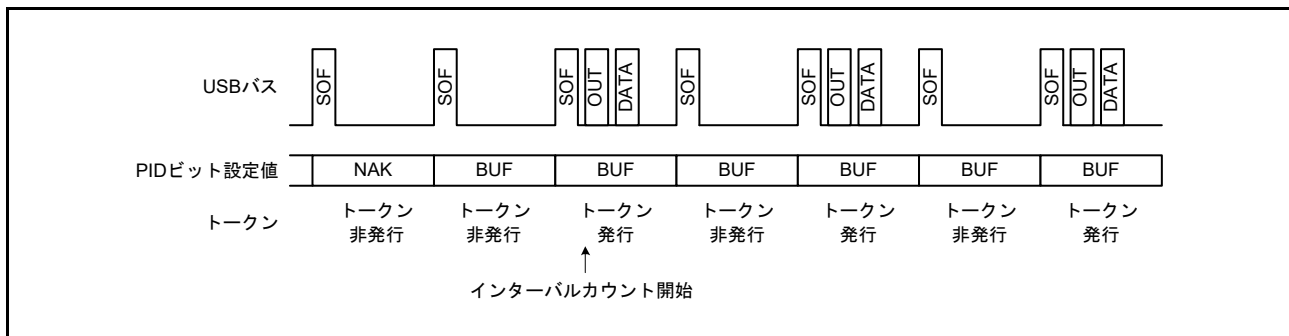 USBバス
SOF SOF SOF OUT DATA SOF SOF OUT DATA SOF SOF OUT DATA
PIDビット設定値 NAK BUF BUF BUF BUF BUF BUF
トークン トークン トークン トークン トークン トークン トークン トークン
非発行 非発行 発行 非発行 発行 非発行 発行
インターバルカウント開始